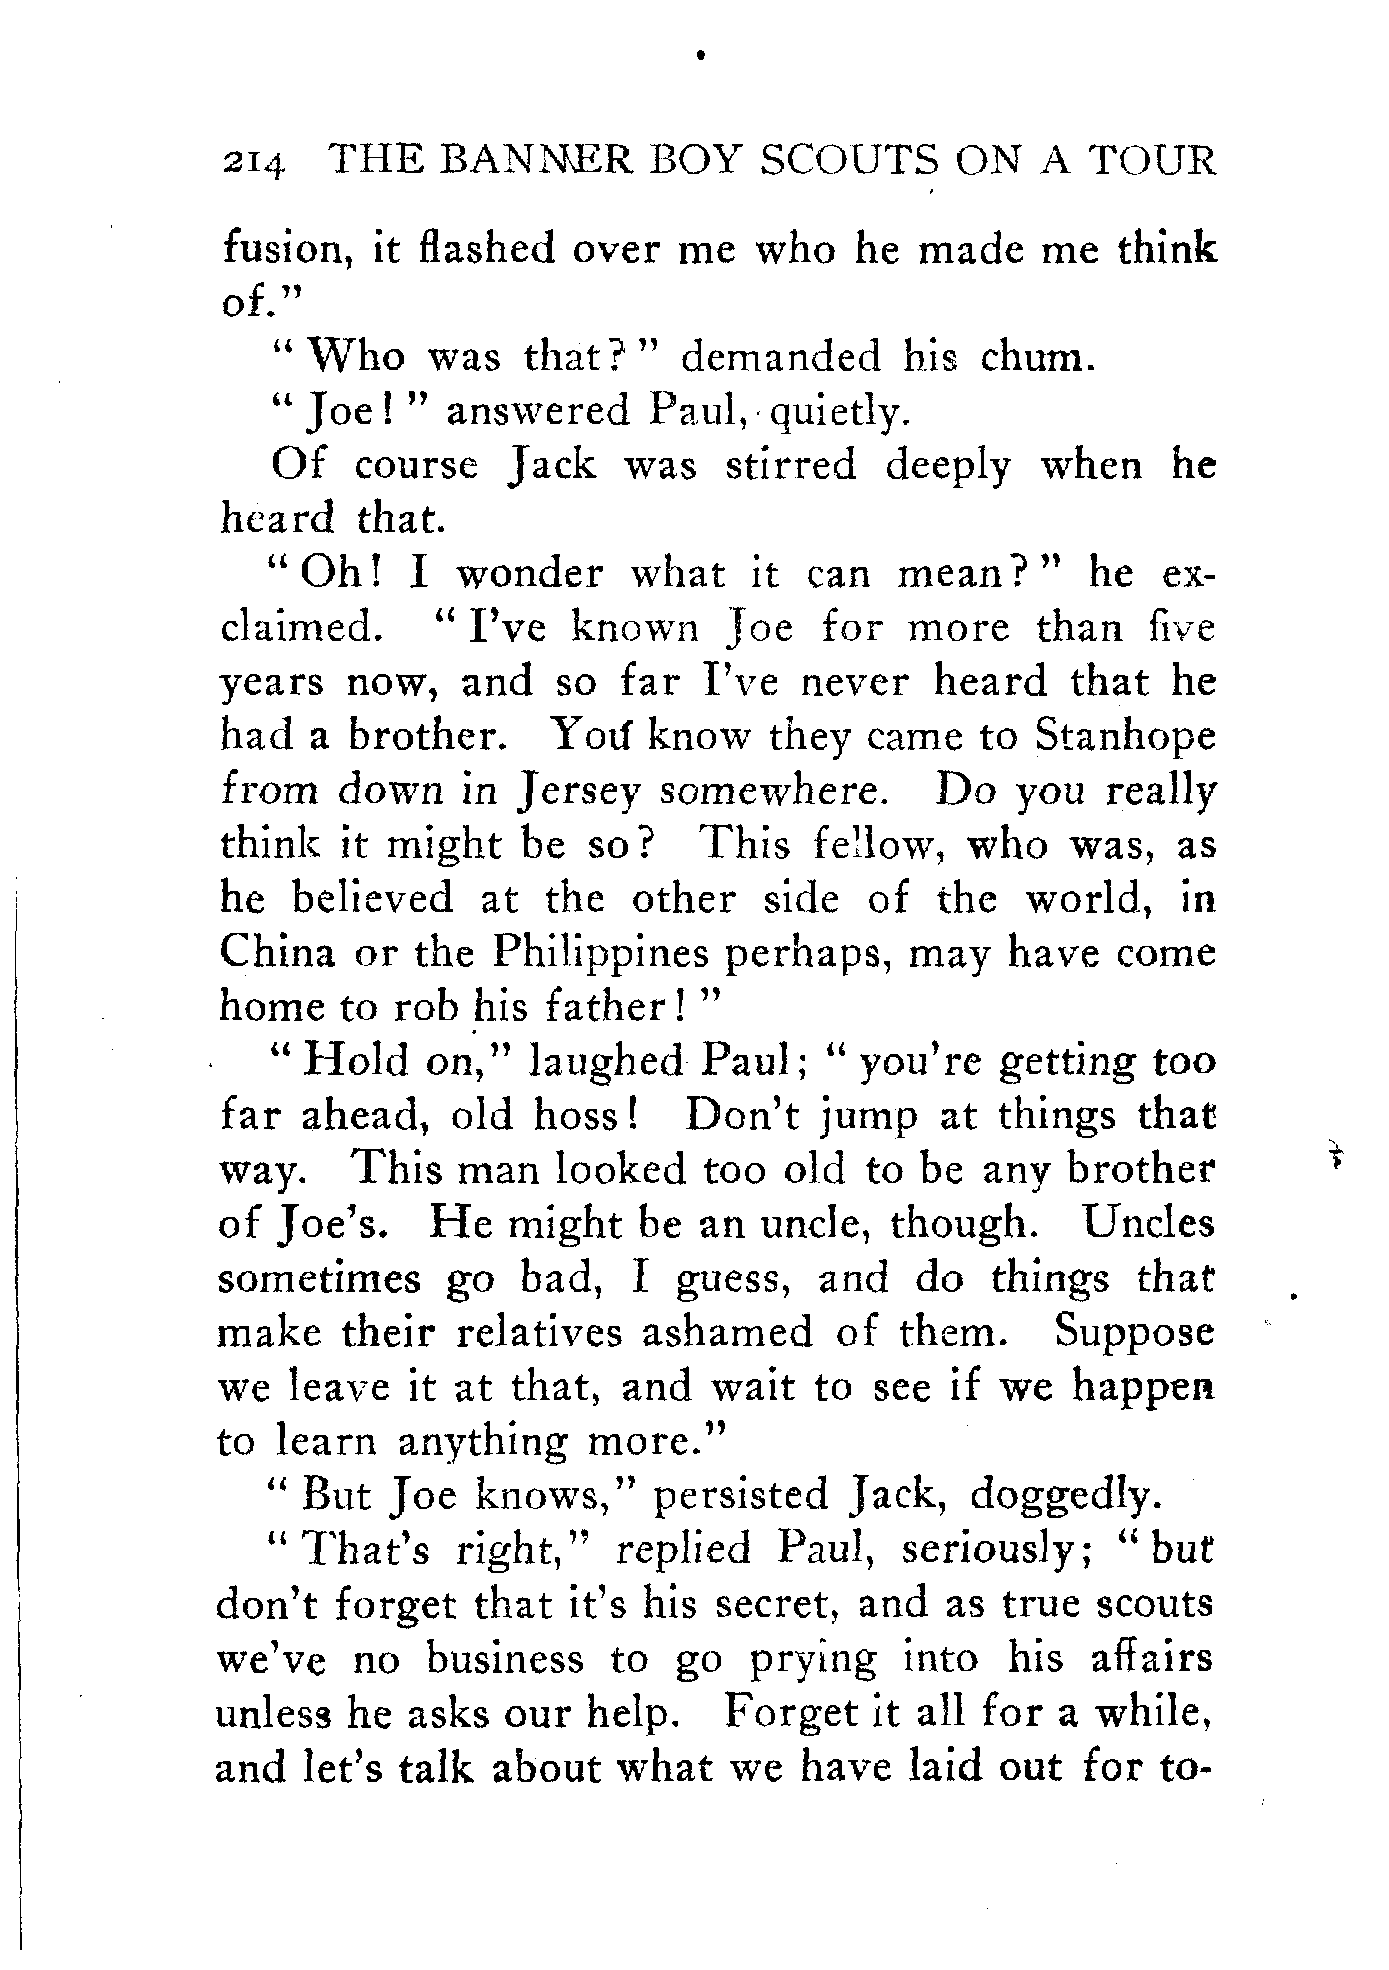 214 THE BANNER BOY SCOUTS ON A TOUR
fusion, it flashed over me who he made me think
of."
" Who was that? " demanded his chum.
" Joe! " answered Paul, quietly.
Of course Jack was stirred deeply when he
heard that.
" Oh! I wonder what it can mean? " he ex-
claimed. " I've known Joe for more than five
years now, and so far I've never heard that he
had a brother. You know they came to Stanhope
from down in Jersey somewhere. Do you really
think it might be so? This fellow, who was, as
he believed at the other side of the world, in
China or the Philippines perhaps, may have come
home to rob his father! "
" Hold on," laughed Paul; " you're getting too
far ahead, old hoss! Don't jump at things that
way. This man looked too old to be any brother
of Joe's. He might be an uncle, though. Uncles
sometimes go bad, I guess, and do things that
make their relatives ashamed of them. Suppose
we leave it at that, and wait to see if we happen
to learn anything more."
" But Joe knows," persisted Jack, doggedly.
" That's right," replied Paul, seriously; " but
don't forget that it's his secret, and as true scouts
we've no business to go prying into his affairs
unless he asks our help. Forget it all for a while,
and let's talk about what we have laid out for to-